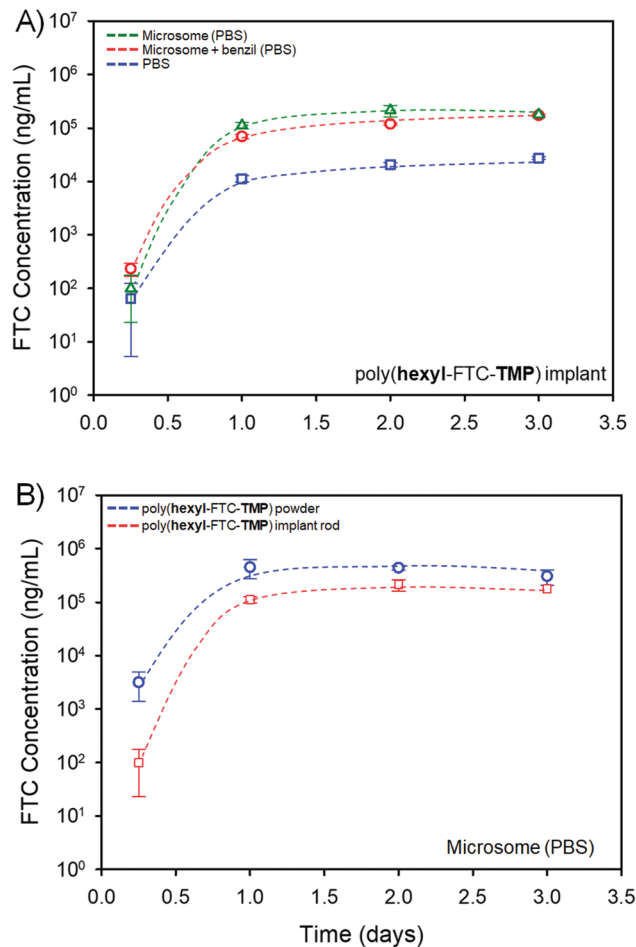 A)
Microsome (PBS)
Microsome + benzil (PBS)
PBS
FTC Concentration (ng/mL)
10⁷
10⁶
10⁵
10⁴
10³
10²
10¹
10⁰
poly(hexyl-FTC-TMP) implant
0.0 0.5 1.0 1.5 2.0 2.5 3.0 3.5
B)
poly(hexyl-FTC-TMP) powder
poly(hexyl-FTC-TMP) implant rod
FTC Concentration (ng/mL)
10⁷
10⁶
10⁵
10⁴
10³
10²
10¹
10⁰
Microsome (PBS)
0.0 0.5 1.0 1.5 2.0 2.5 3.0 3.5
Time (days)